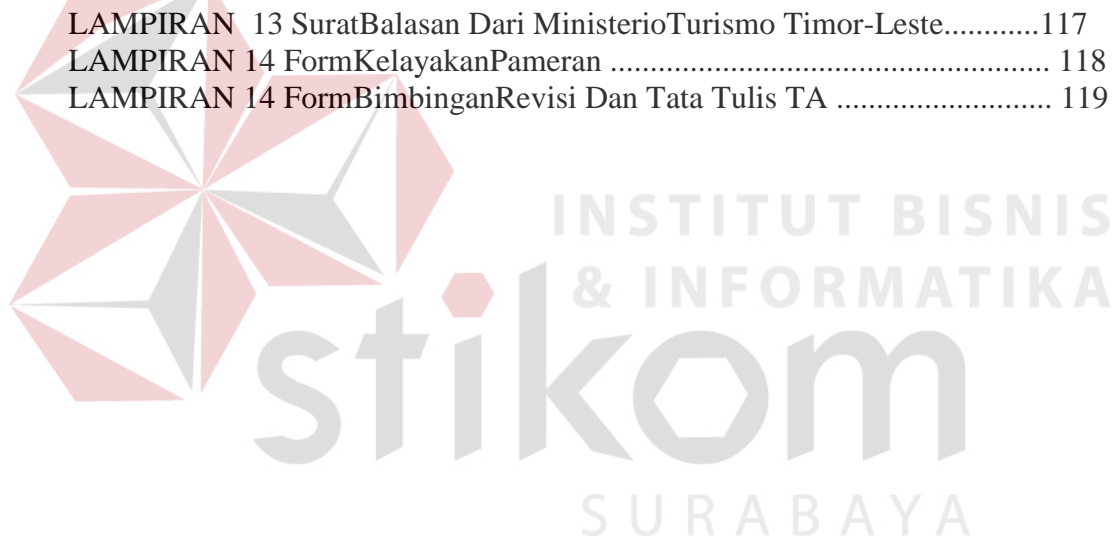 LAMPIRAN 13 SuratBalasan Dari MinisterioTurismo Timor-Leste............117
LAMPIRAN 14 FormKelayakanPameran ........................................................ 118
LAMPIRAN 14 FormBimbinganRevisi Dan Tata Tulis TA ........................... 119
INSTITUT BISNIS
& INFORMATIKA
stikom
SURABAYA